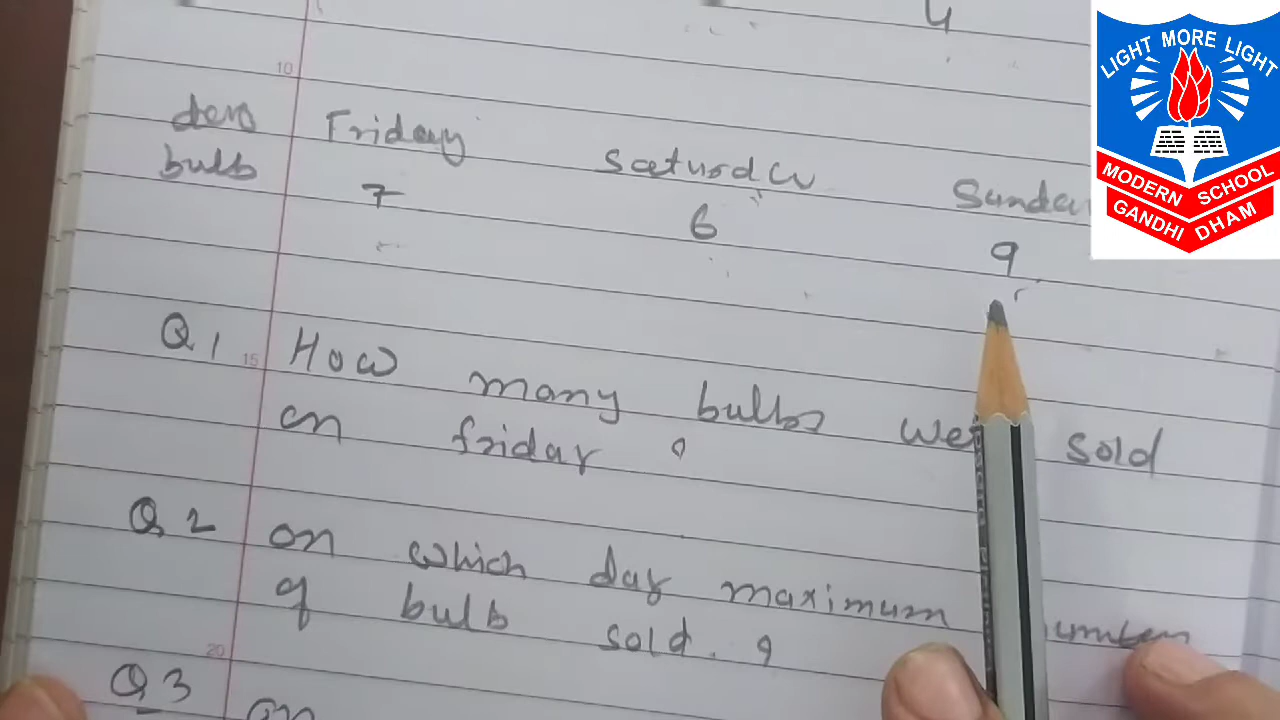 4
10
days Friday Saturday Sunday
bulb 7 6 9
Q1 15 How many bulbs were sold
on friday ?
Q2 on which day maximum number
of bulb sold. ?
20
Q3 on
LIGHT MORE LIGHT
MODERN SCHOOL
GANDHI DHAM